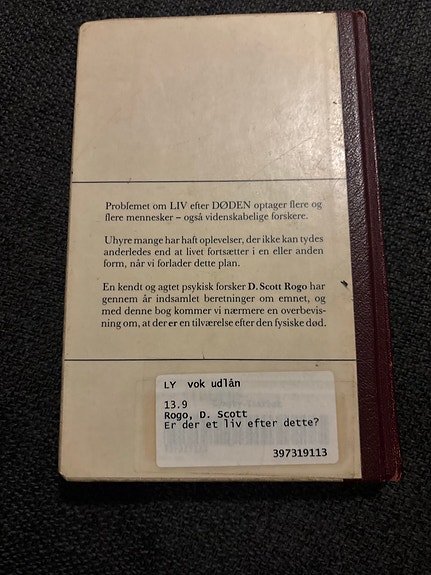 Problemet om LIV efter DØDEN optager flere og
flere mennesker – også videnskabelige forskere.
Uhyre mange har haft oplevelser, der ikke kan tydes
anderledes end at livet fortsætter i en eller anden
form, når vi forlader dette plan.
En kendt og agtet psykisk forsker D. Scott Rogo har
gennem år indsamlet beretninger om emnet, og
med denne bog kommer vi nærmere en overbevis-
ning om, at der er en tilværelse efter den fysiske død.
LY vok udlån
13.9
Rogo, D. Scott
Er der et liv efter dette?
397319113